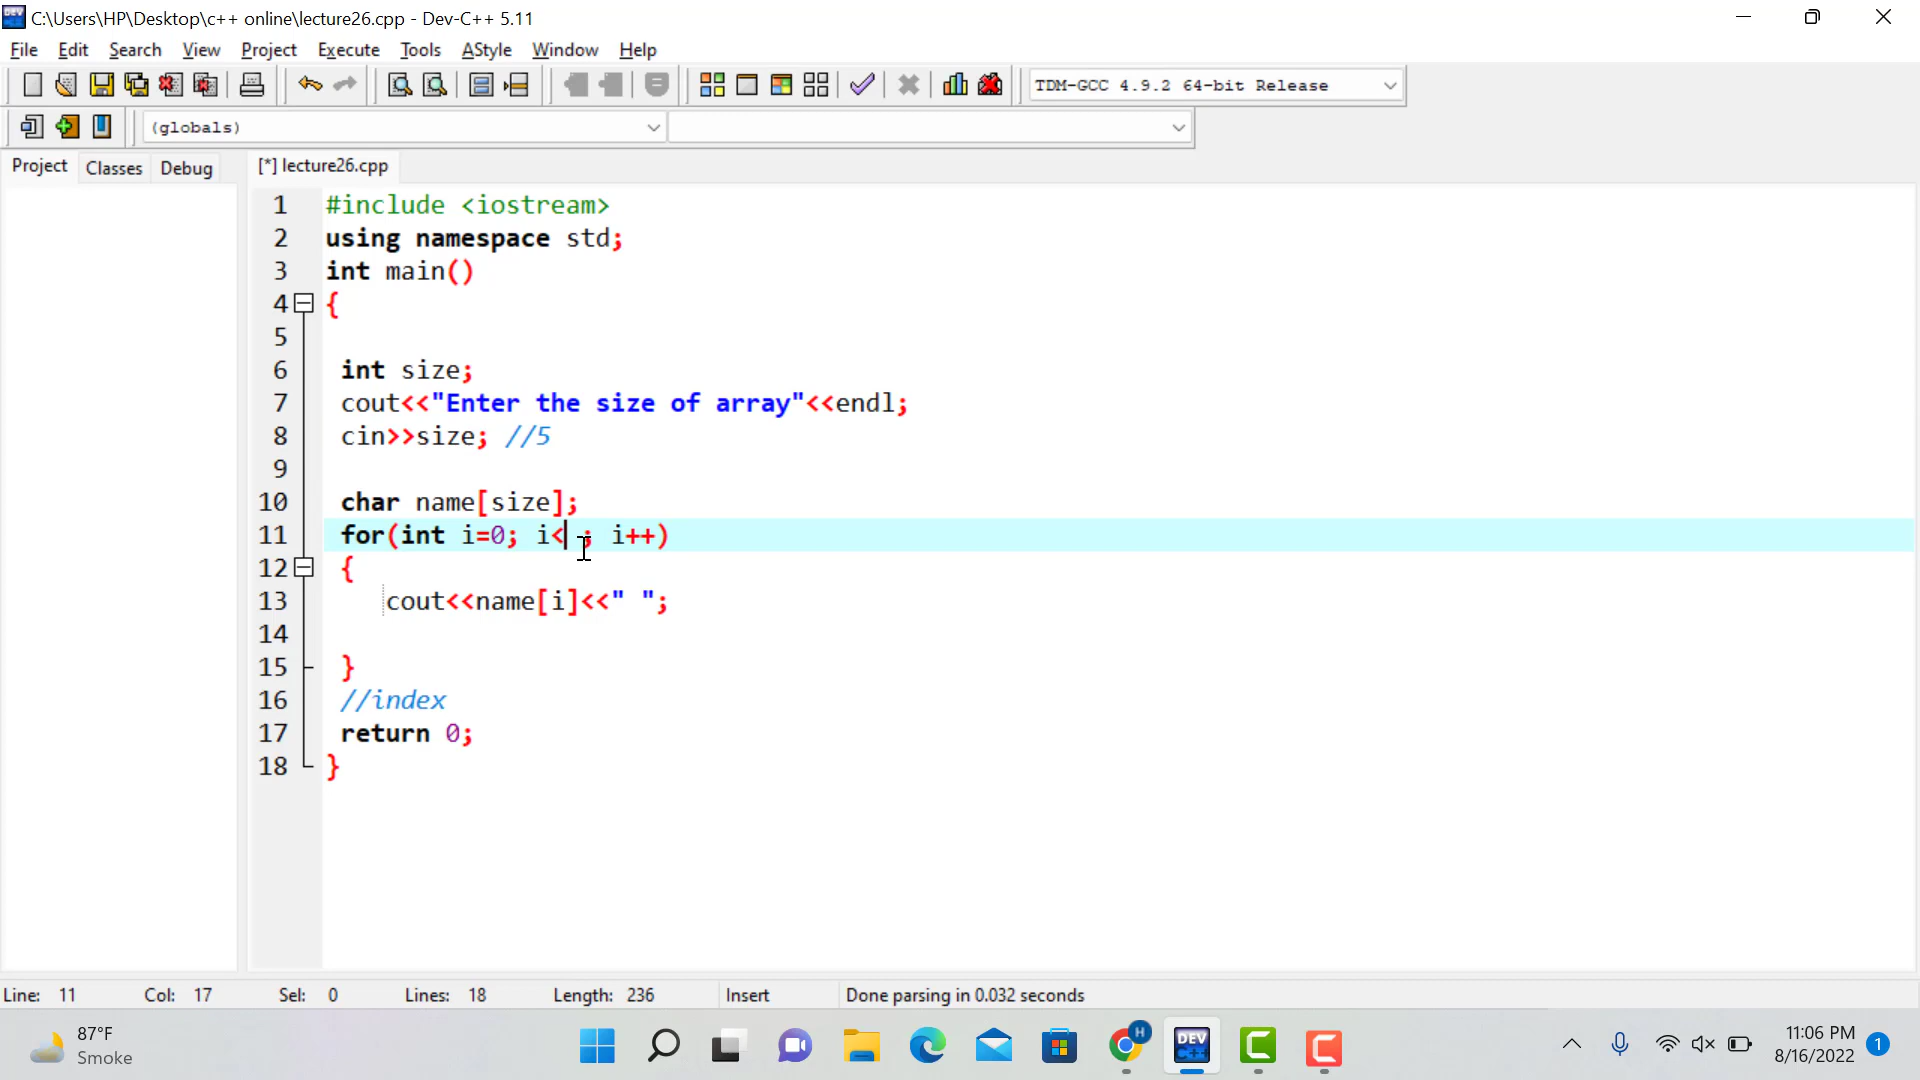 C:\Users\HP\Desktop\c++ online\lecture26.cpp - Dev-C++ 5.11
File Edit Search View Project Execute Tools AStyle Window Help
TDM-GCC 4.9.2 64-bit Release
(globals)
Project Classes Debug [*] lecture26.cpp
1 #include <iostream>
2 using namespace std;
3 int main()
4 {
5
6 int size;
7 cout<<"Enter the size of array"<<endl;
8 cin>>size; //5
9
10 char name[size];
11 for(int i=0; i< ; i++)
12 {
13 cout<<name[i]<<" ";
14
15 }
16 //index
17 return 0;
18 }
Line: 11 Col: 17 Sel: 0 Lines: 18 Length: 236 Insert Done parsing in 0.032 seconds
87°F
Smoke
H
DEV C++
11:06 PM
8/16/2022
1